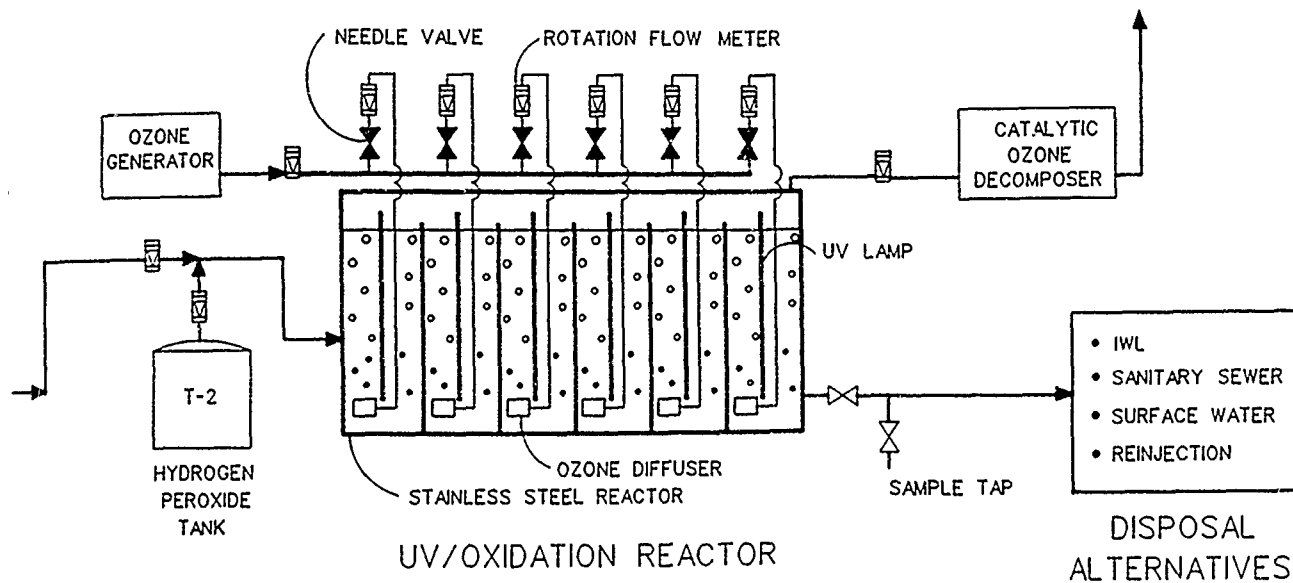 NEEDLE VALVE
ROTATION FLOW METER
OZONE
GENERATOR
CATALYTIC
OZONE
DECOMPOSER
UV LAMP
T-2
HYDROGEN
PEROXIDE
TANK
OZONE DIFFUSER
STAINLESS STEEL REACTOR
SAMPLE TAP
• IWL
• SANITARY SEWER
• SURFACE WATER
• REINJECTION
UV/OXIDATION REACTOR
DISPOSAL
ALTERNATIVES